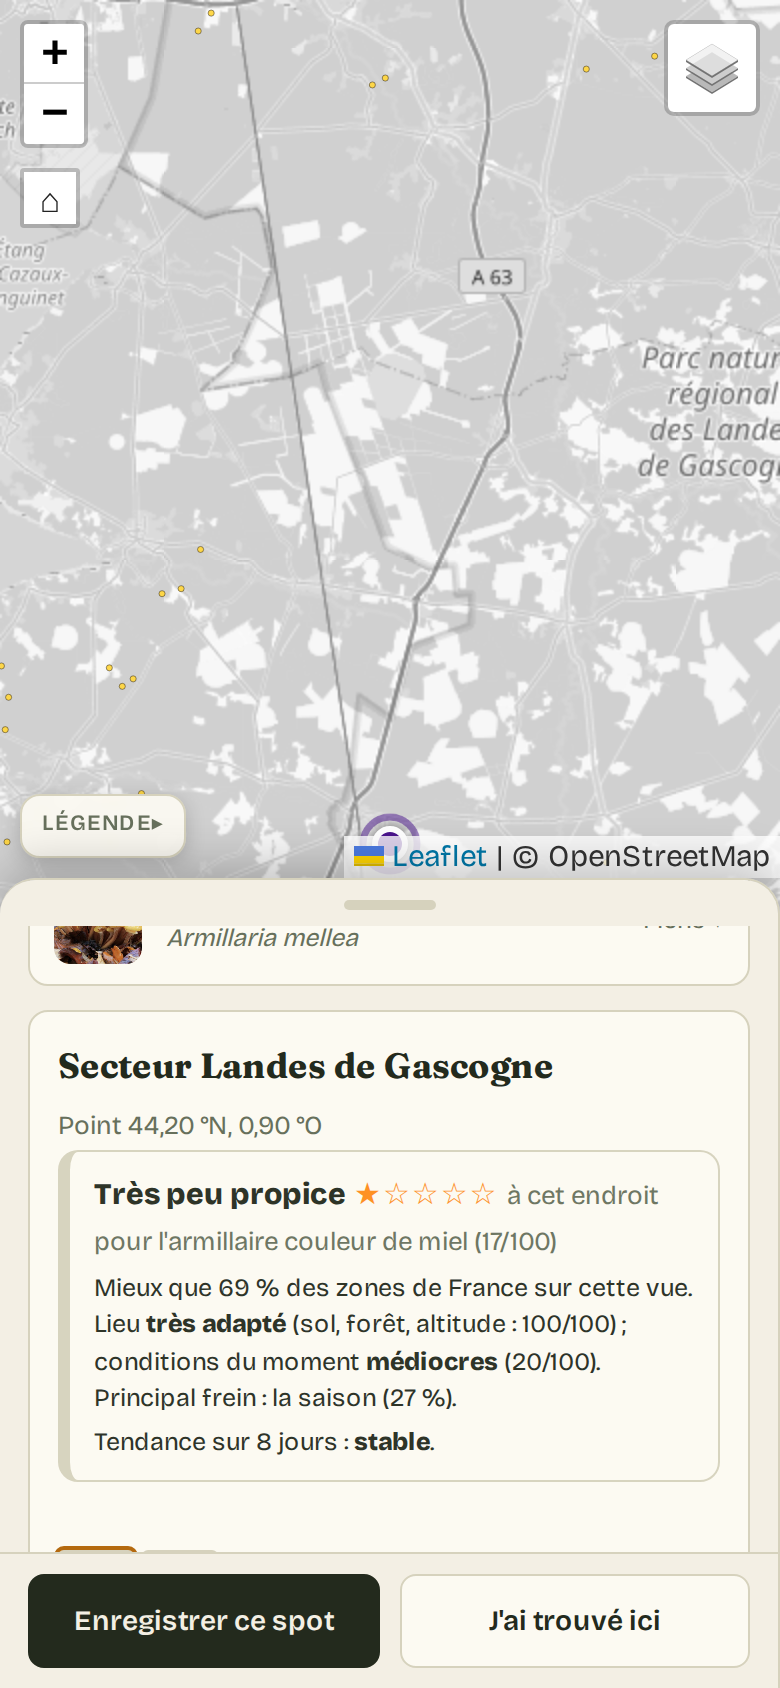 +
−
te
ch
Étang
Cazaux-
nguinet
A 63
Parc natur
régional
des Lande
de Gascog
LÉGENDE▸
Leaflet | © OpenStreetMap
Armillaria mellea
Secteur Landes de Gascogne
Point 44,20 °N, 0,90 °O
Très peu propice ★☆☆☆☆ à cet endroit
pour l'armillaire couleur de miel (17/100)
Mieux que 69 % des zones de France sur cette vue.
Lieu très adapté (sol, forêt, altitude : 100/100) ;
conditions du moment médiocres (20/100).
Principal frein : la saison (27 %).
Tendance sur 8 jours : stable.
Enregistrer ce spot
J'ai trouvé ici